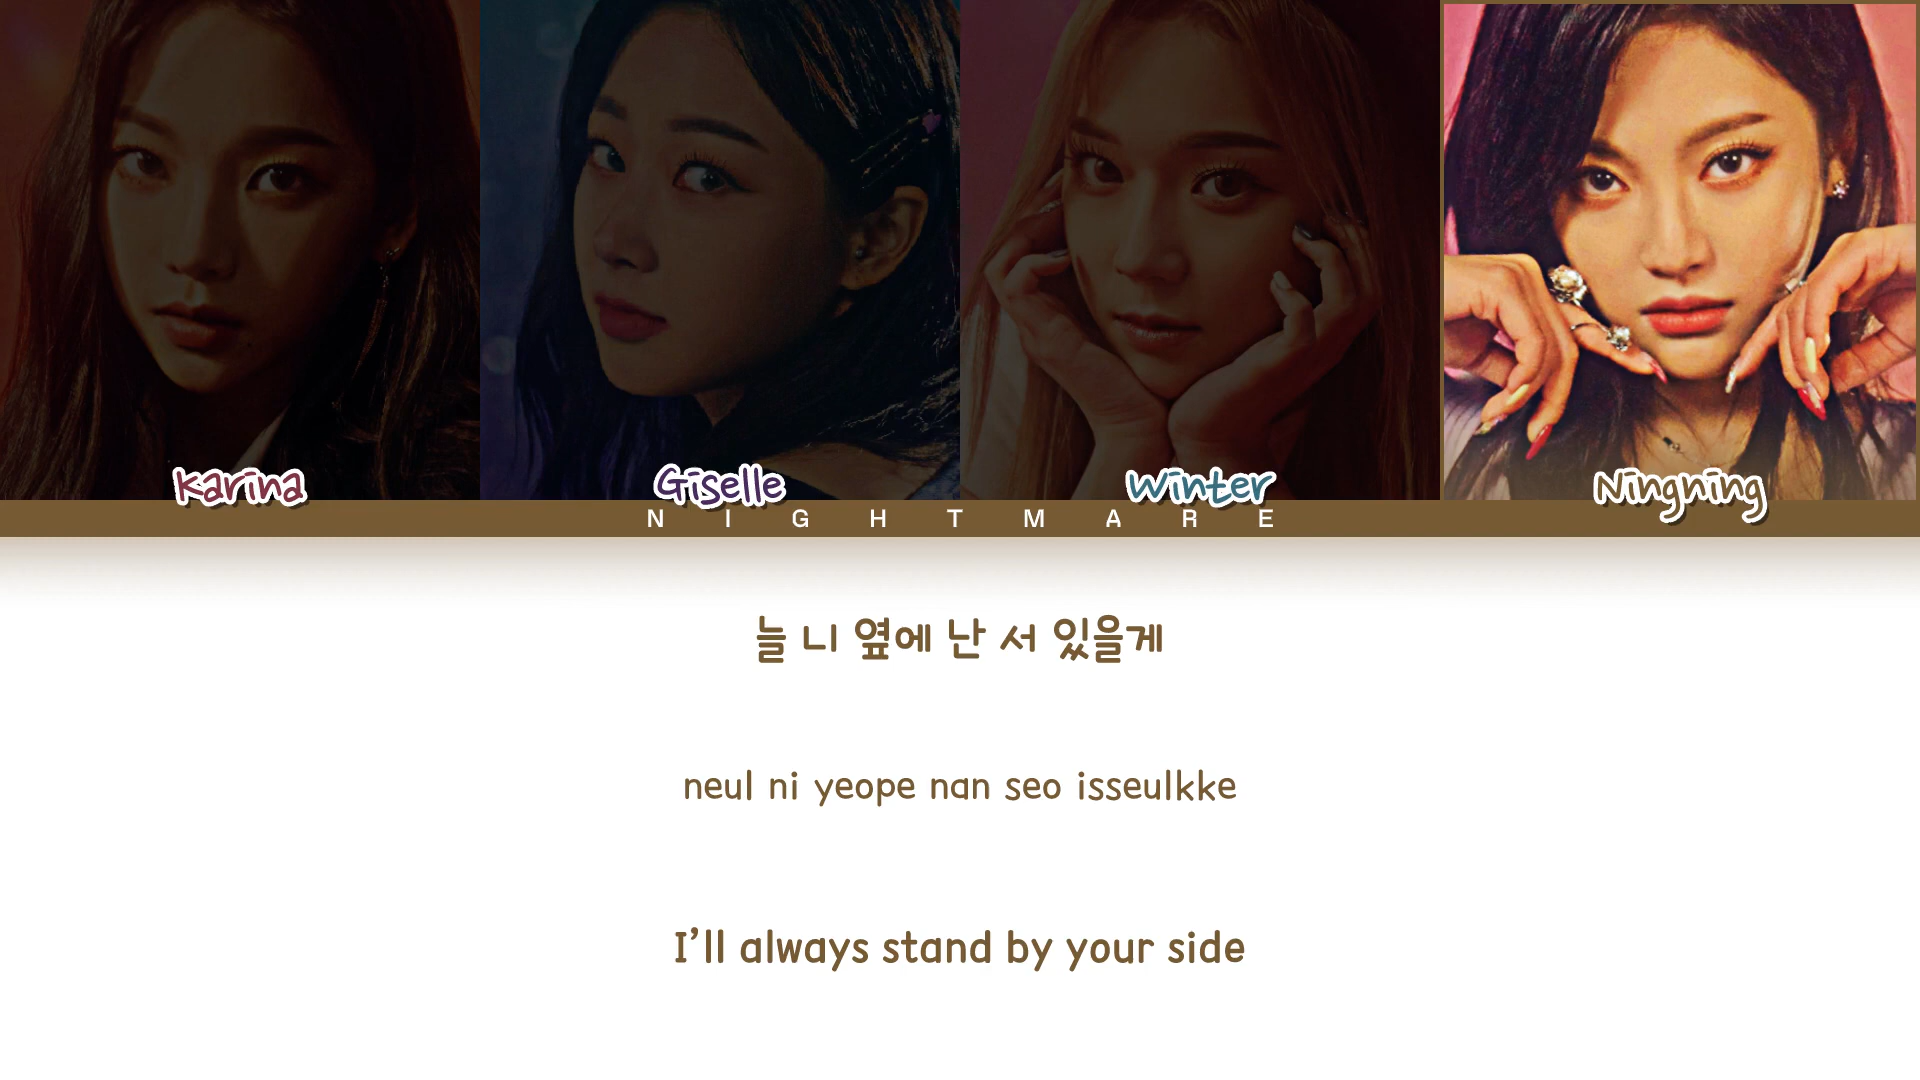 Karina
Giselle
Winter
Ningning
NIGHTMARE
늘 니 옆에 난 서 있을게
neul ni yeope nan seo isseulkke
I'll always stand by your side